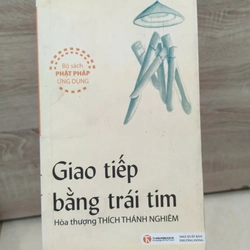 Bộ sách
PHẬT PHÁP
ỨNG DỤNG
Giao tiếp
bằng trái tim
Hòa thượng THÍCH THÁNH NGHIÊM